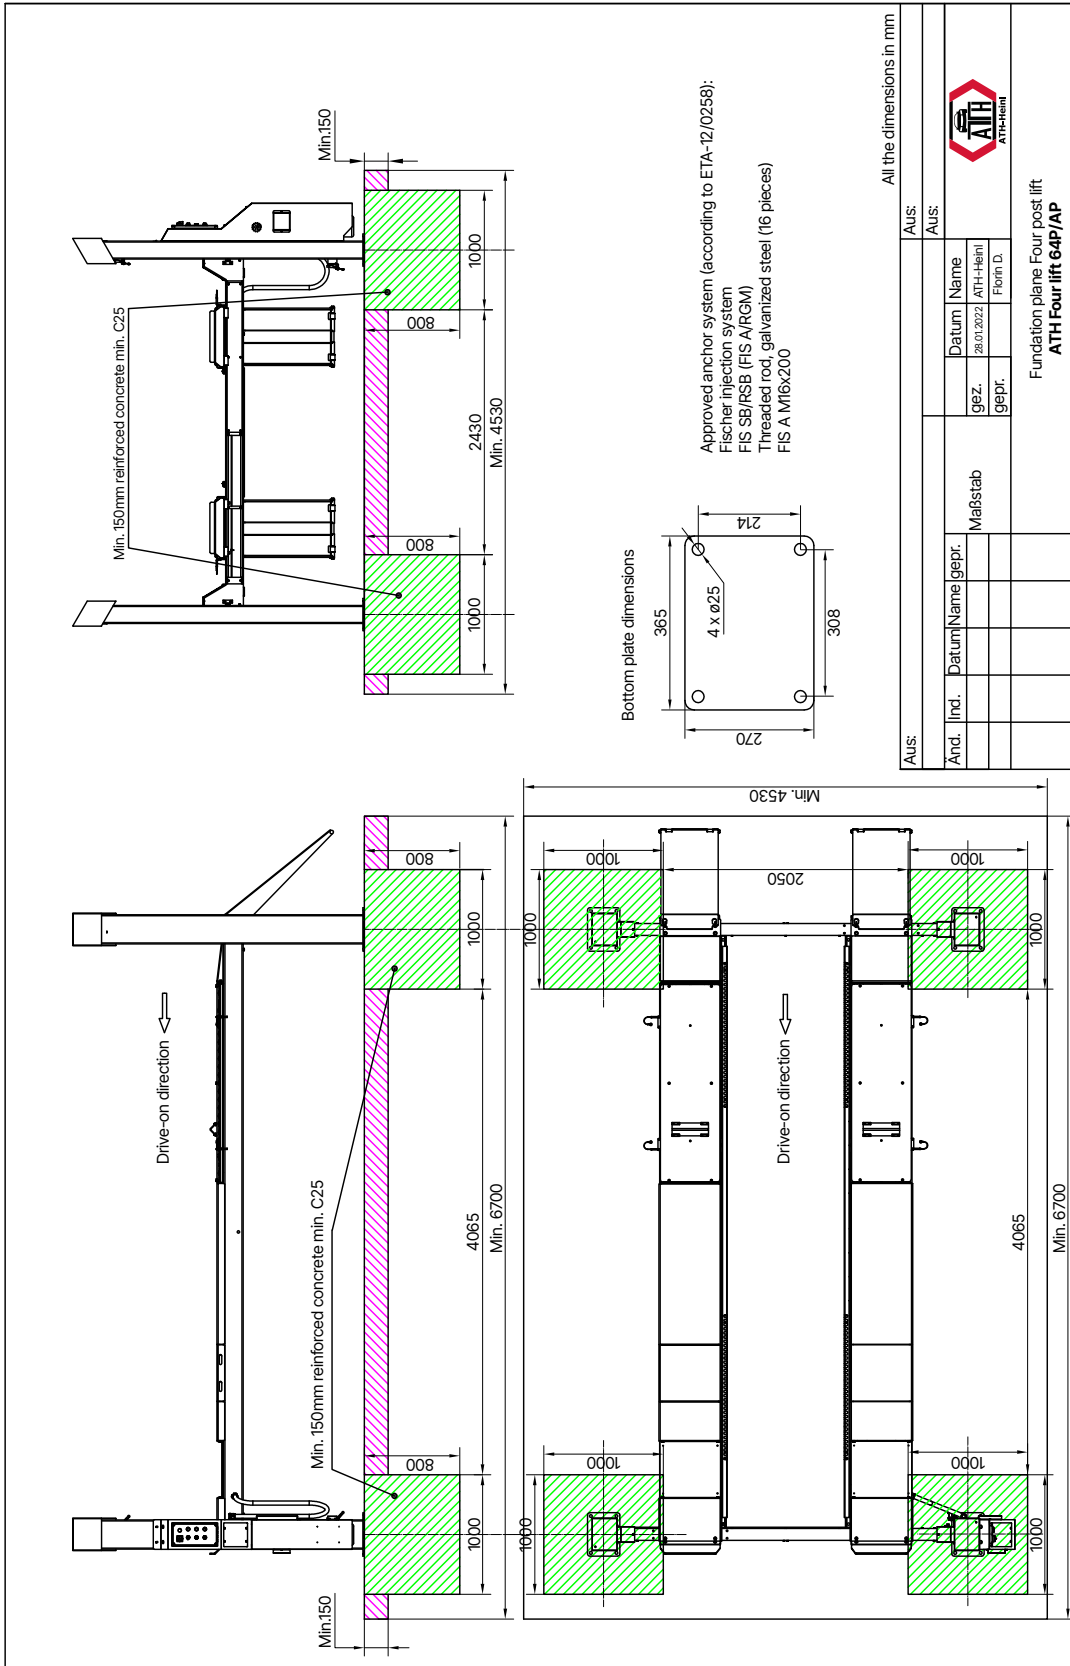 Min.150
Min. 150mm reinforced concrete min. C25
1000
800
2430
Min. 4530
800
1000
Drive-on direction
Min. 150mm reinforced concrete min. C25
Min.150
1000
800
4065
Min. 6700
800
1000
Bottom plate dimensions
365
4 x ø25
214
308
270
Approved anchor system (according to ETA-12/0258):
Fischer injection system
FIS SB/RSB (FIS A/RGM)
Threaded rod, galvanized steel (16 pieces)
FIS A M16x200
Min. 4530
1000
1000
2050
1000
1000
Drive-on direction
1000
1000
1000
1000
4065
Min. 6700
All the dimensions in mm
Aus:
Aus:
Aus:
Änd.
Ind.
Datum
Name
gepr.
Maßstab
Datum
Name
gez.
28.01.2022
ATH-Heinl
gepr.
Florin D.
ATH
ATH-Heinl
Fundation plane Four post lift
ATH Four lift 64P/AP